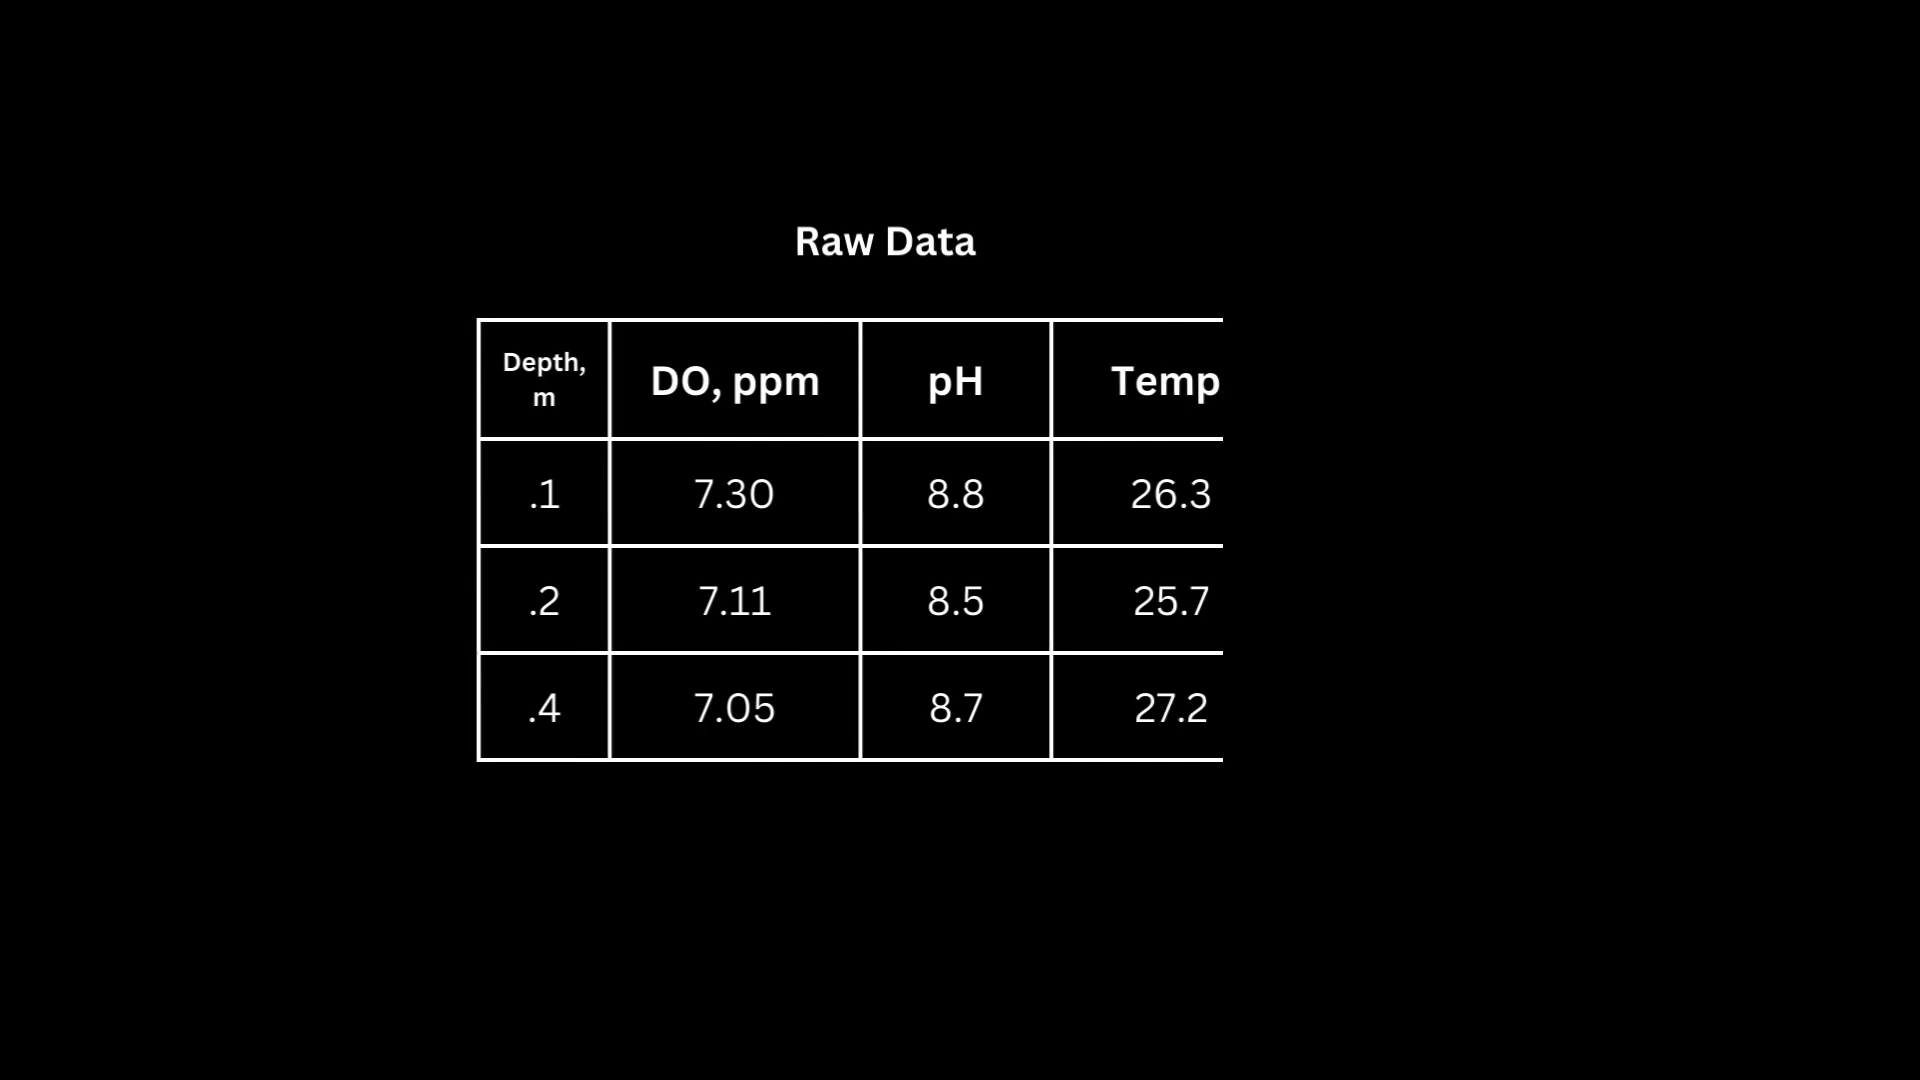 Raw Data
Depth,
m
DO, ppm
pH
Temp
.1
7.30
8.8
26.3
.2
7.11
8.5
25.7
.4
7.05
8.7
27.2